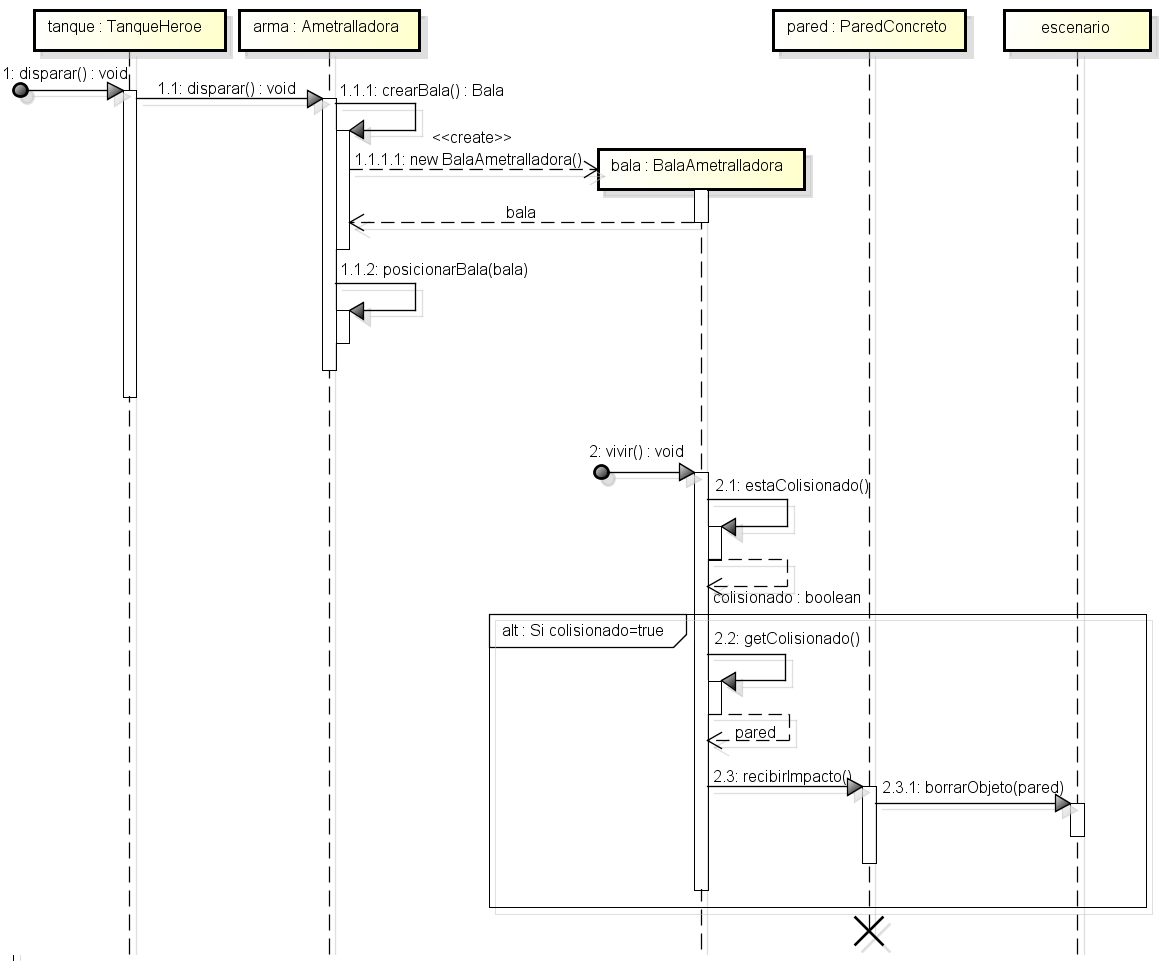 tanque : TanqueHeroe
arma : Ametralladora
pared : ParedConcreto
escenario
1: disparar() : void
1.1: disparar() : void
1.1.1: crearBala() : Bala
<<create>>
1.1.1.1: new BalaAmetralladora()
bala : BalaAmetralladora
bala
1.1.2: posicionarBala(bala)
2: vivir() : void
2.1: estaColisionado()
colisionado : boolean
alt : Si colisionado=true
2.2: getColisionado()
pared
2.3: recibirImpacto()
2.3.1: borrarObjeto(pared)